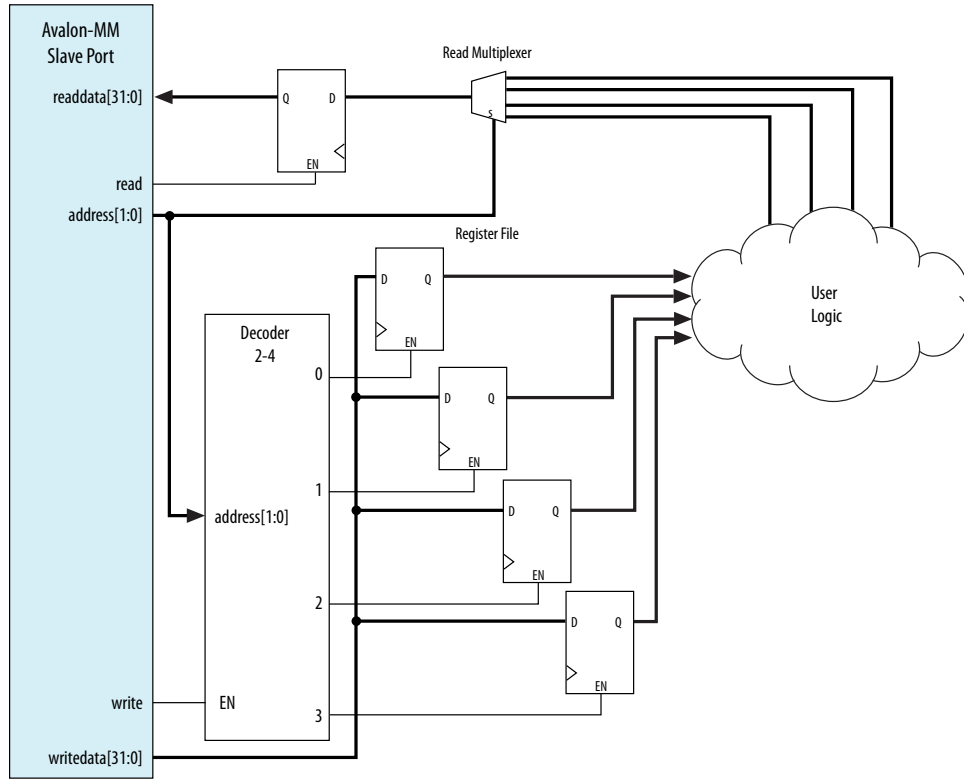 Avalon-MM
Slave Port
Read Multiplexer
readdata[31:0]
Q D
s
EN
read
address[1:0]
Register File
D Q
EN
User
Logic
Decoder
2-4
0
D Q
EN
1
address[1:0]
D Q
EN
2
D Q
EN
write
EN
3
writedata[31:0]